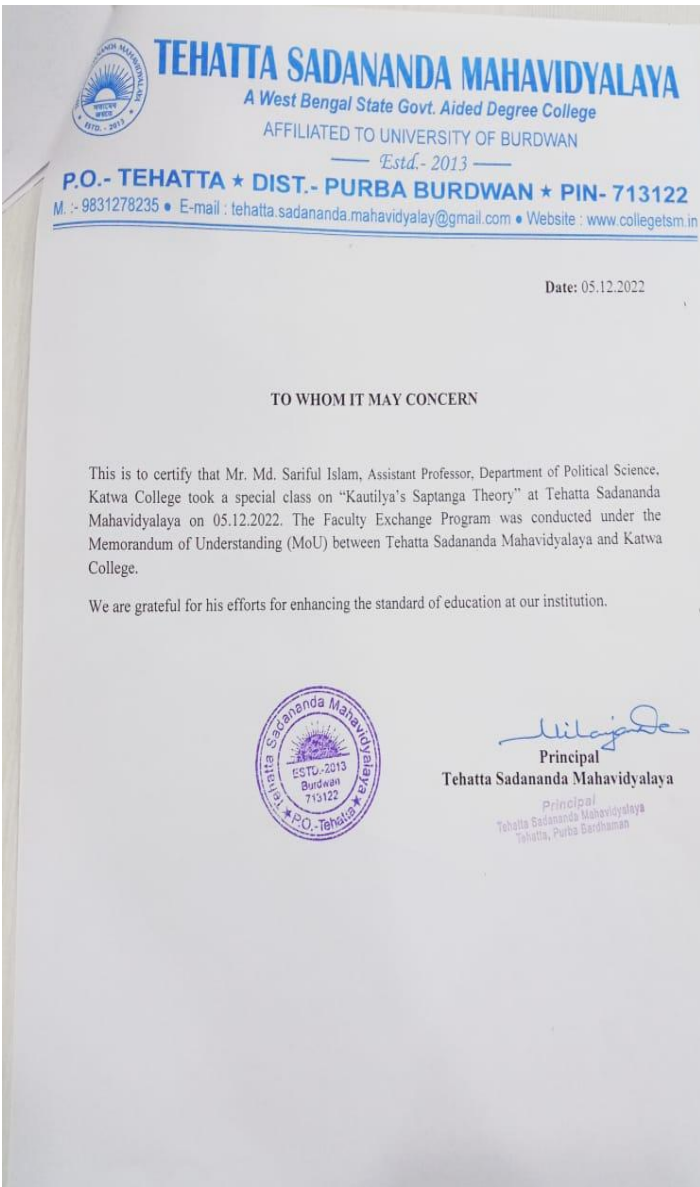 TEHATTA SADANANDA MAHAVIDYALAYA
A West Bengal State Govt. Aided Degree College
AFFILIATED TO UNIVERSITY OF BURDWAN
Estd.- 2013
P.O.- TEHATTA ★ DIST.- PURBA BURDWAN ★ PIN- 713122
M. :- 9831278235 ● E-mail : tehatta.sadananda.mahavidyalay@gmail.com ● Website : www.collegetsm.in
ESTD. - 2013
Date: 05.12.2022
TO WHOM IT MAY CONCERN
This is to certify that Mr. Md. Sariful Islam, Assistant Professor, Department of Political Science,
Katwa College took a special class on “Kautilya’s Saptanga Theory” at Tehatta Sadananda
Mahavidyalaya on 05.12.2022. The Faculty Exchange Program was conducted under the
Memorandum of Understanding (MoU) between Tehatta Sadananda Mahavidyalaya and Katwa
College.
We are grateful for his efforts for enhancing the standard of education at our institution.
Tehatta Sadananda Mahavidyalaya
ESTD.-2013
Burdwan
713122
★P.O.-Tehatta★
Principal
Tehatta Sadananda Mahavidyalaya
Principal
Tehatta Sadananda Mahavidyalaya
Tehatta, Purba Bardhaman